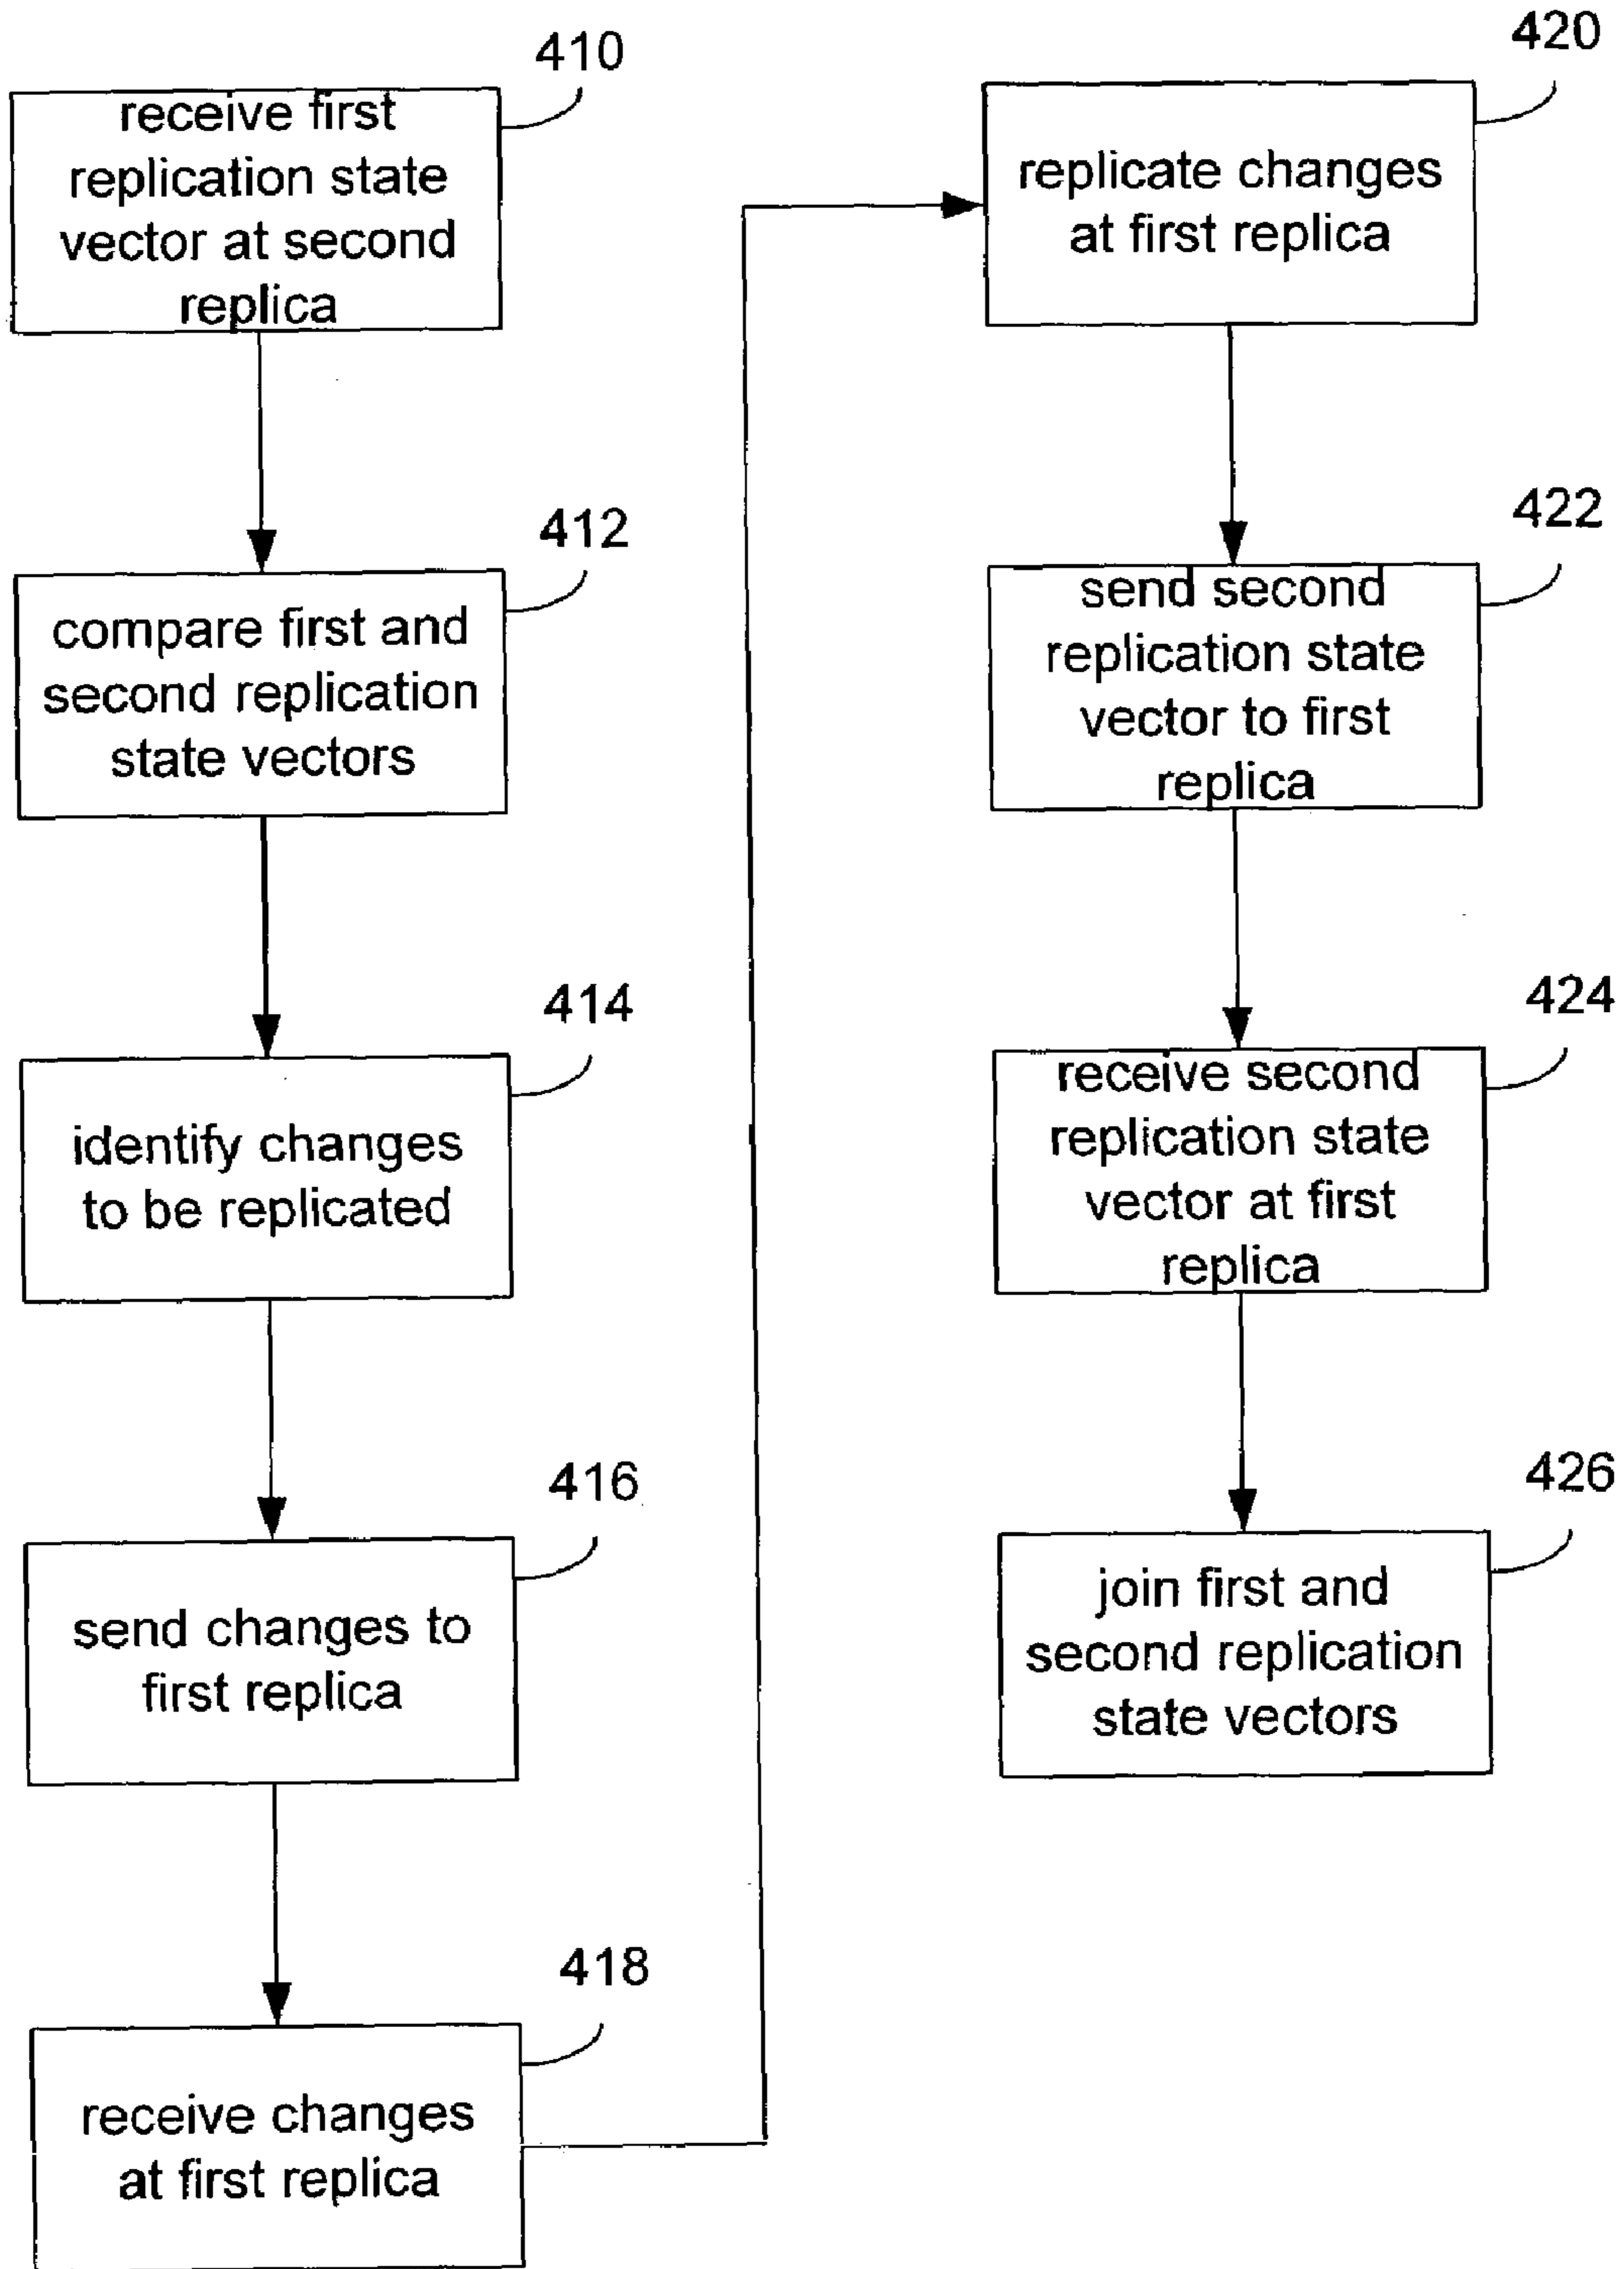 410
receive first
replication state
vector at second
replica
412
compare first and
second replication
state vectors
414
identify changes
to be replicated
416
send changes to
first replica
418
receive changes
at first replica
420
replicate changes
at first replica
422
send second
replication state
vector to first
replica
424
receive second
replication state
vector at first
replica
426
join first and
second replication
state vectors